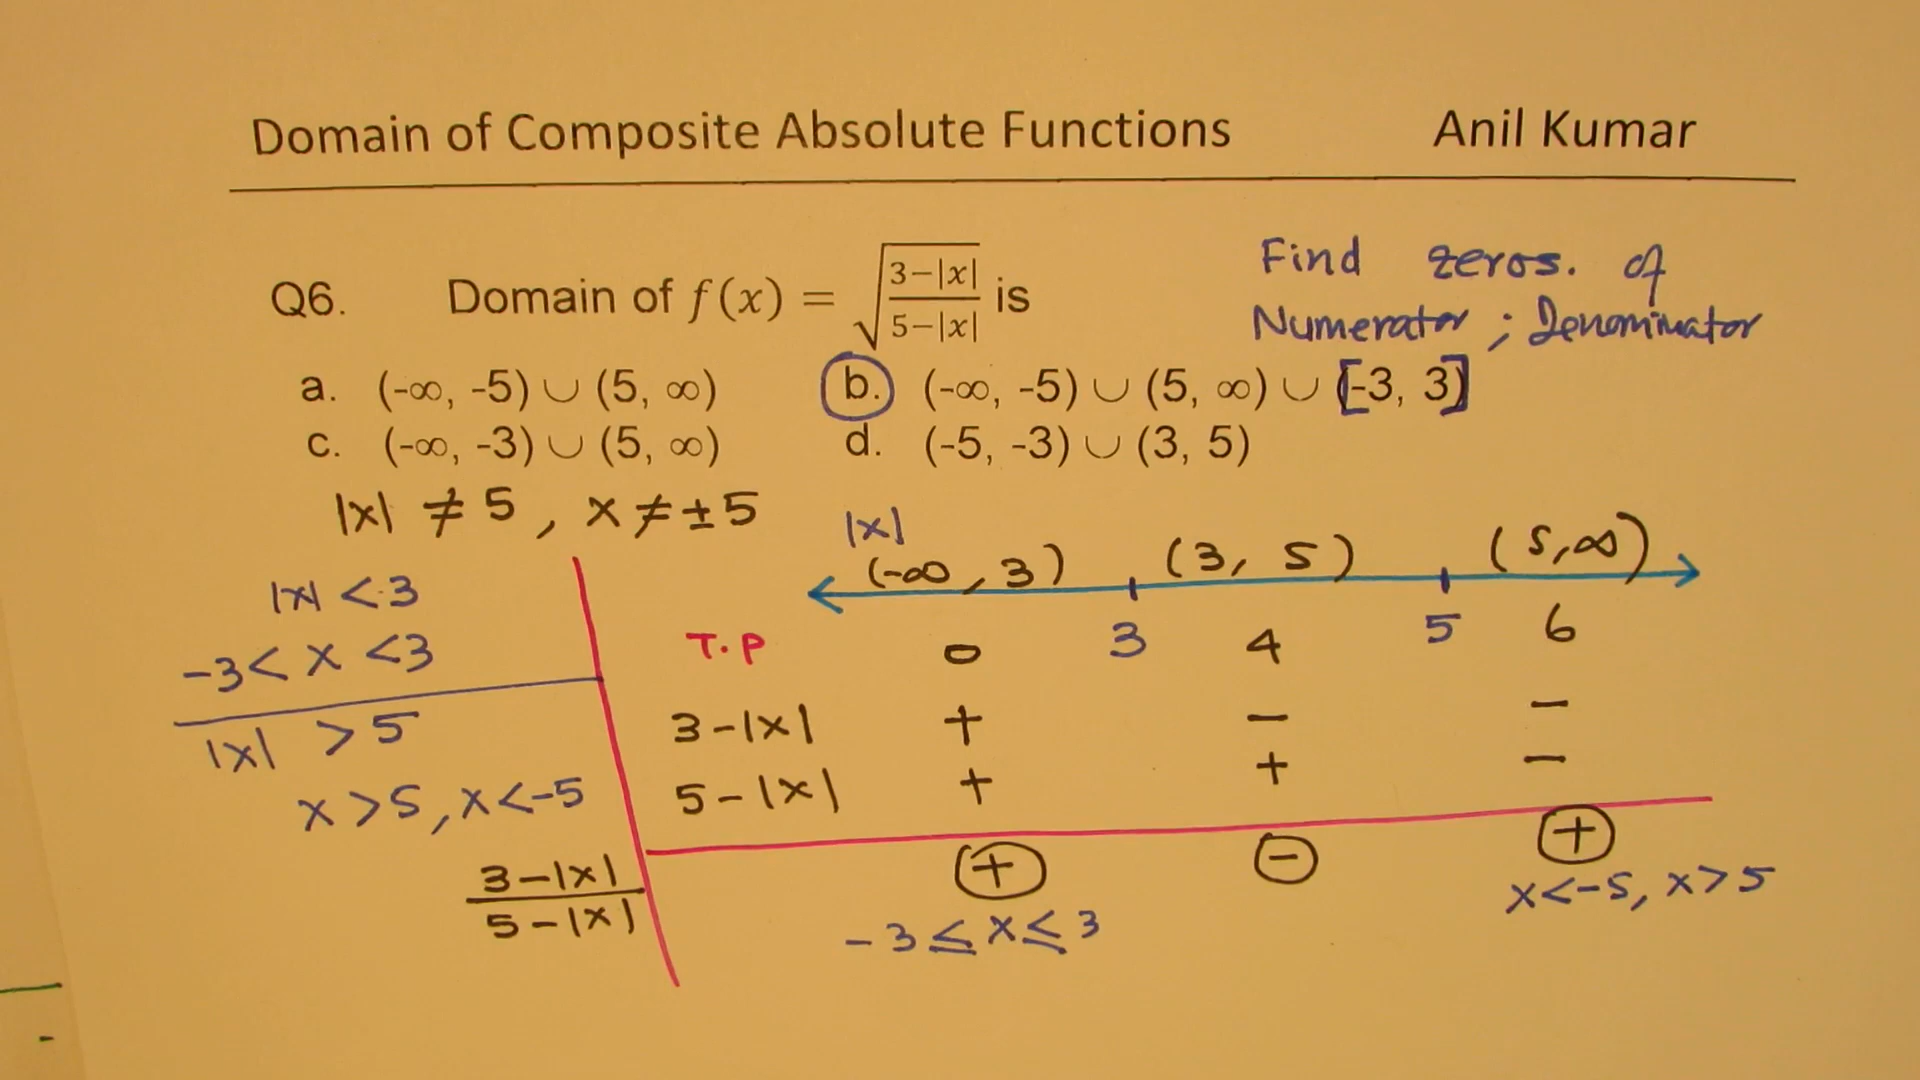 Domain of Composite Absolute Functions Anil Kumar
Q6. Domain of f(x) = √((3−|x|)/(5−|x|)) is
Find zeros. of
Numerator ; Denominator
a. (-∞, -5) ∪ (5, ∞) b. (-∞, -5) ∪ (5, ∞) ∪ [-3, 3]
c. (-∞, -3) ∪ (5, ∞) d. (-5, -3) ∪ (3, 5)
|x| ≠ 5 , x ≠ ±5
|x|
(-∞, 3) (3, 5) (5, ∞)
|x| < 3
-3 < x < 3
T.P 0 3 4 5 6
|x| > 5
x > 5, x < -5
3-|x| + − −
5-|x| + + −
(3-|x|)/(5-|x|) + − +
-3 ≤ x ≤ 3
x < -5, x > 5